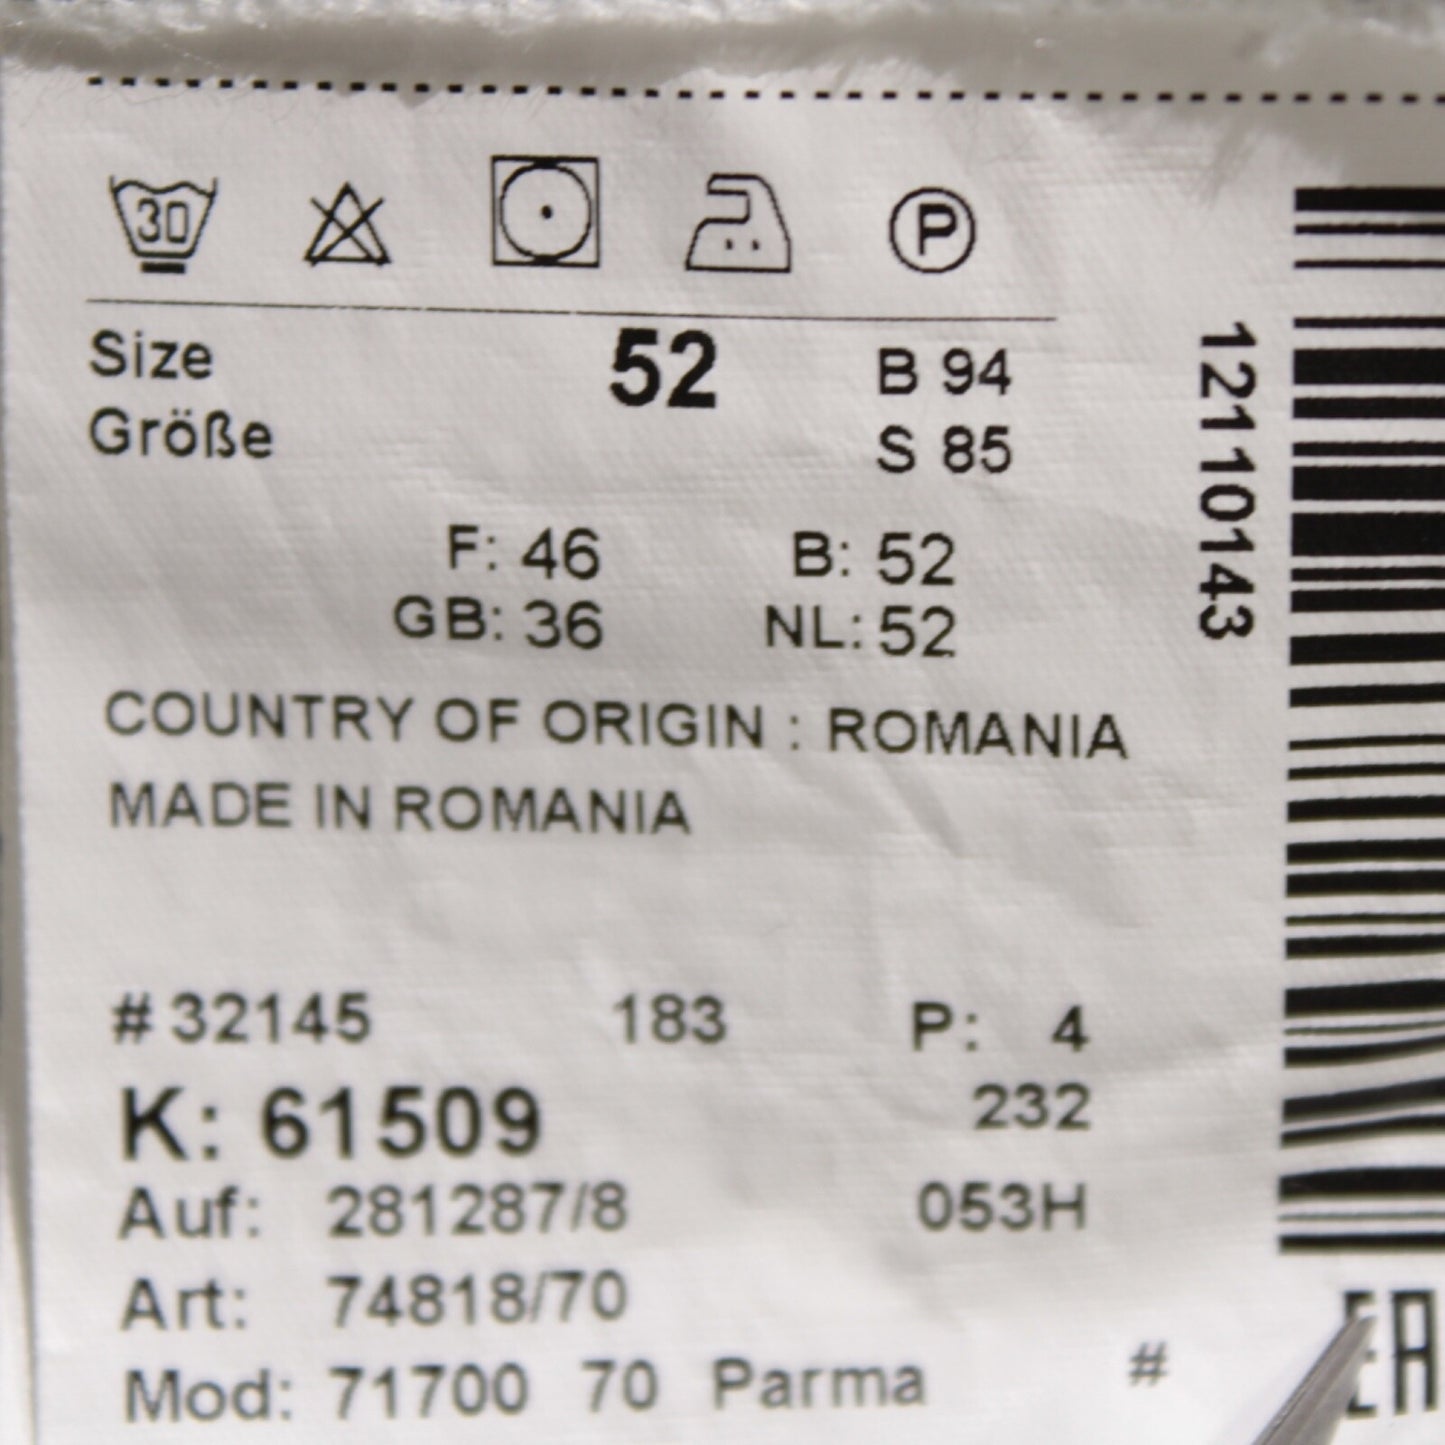 30 P
Size 52 B 94
Größe S 85
F: 46 B: 52
GB: 36 NL: 52
COUNTRY OF ORIGIN : ROMANIA
MADE IN ROMANIA
# 32145 183 P: 4
K: 61509 232
Auf: 281287/8 053H
Art: 74818/70
Mod: 71700 70 Parma #
12110143